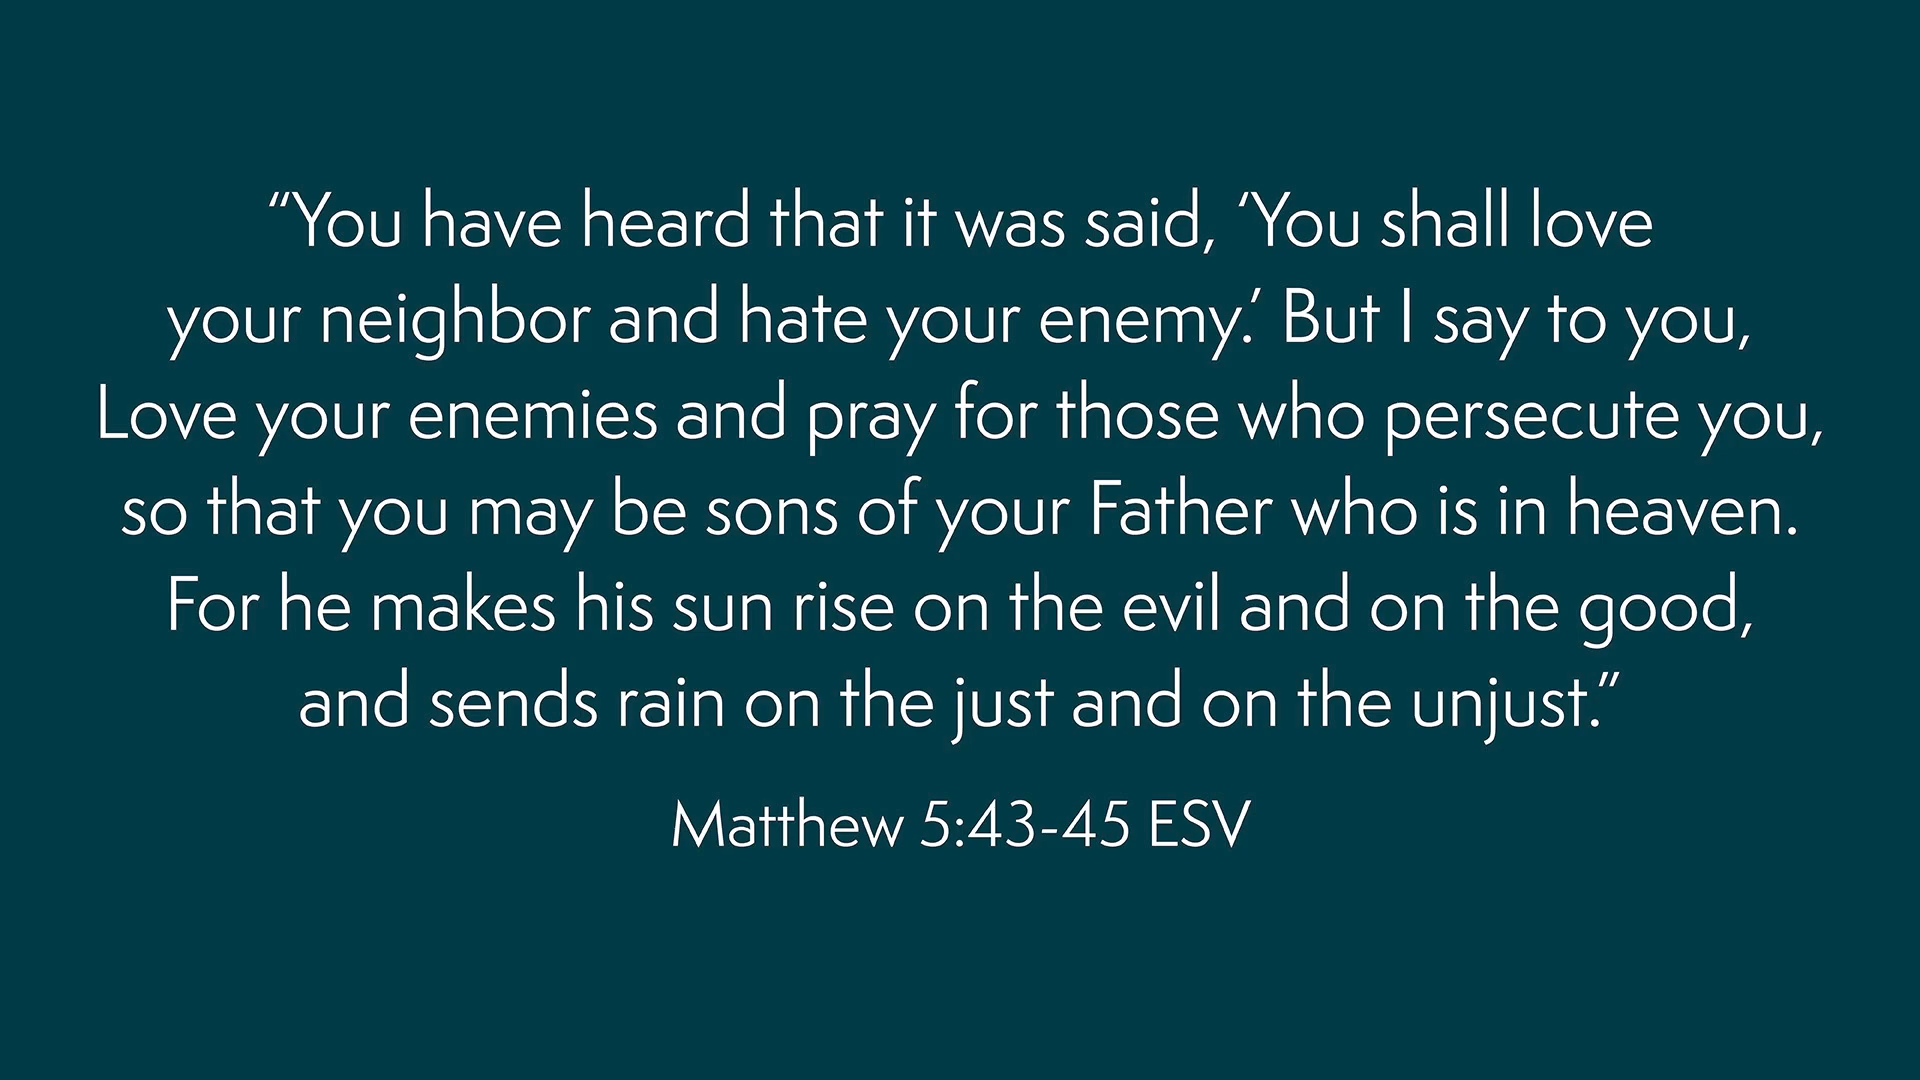 “You have heard that it was said, ‘You shall love
your neighbor and hate your enemy.’ But I say to you,
Love your enemies and pray for those who persecute you,
so that you may be sons of your Father who is in heaven.
For he makes his sun rise on the evil and on the good,
and sends rain on the just and on the unjust.”
Matthew 5:43-45 ESV